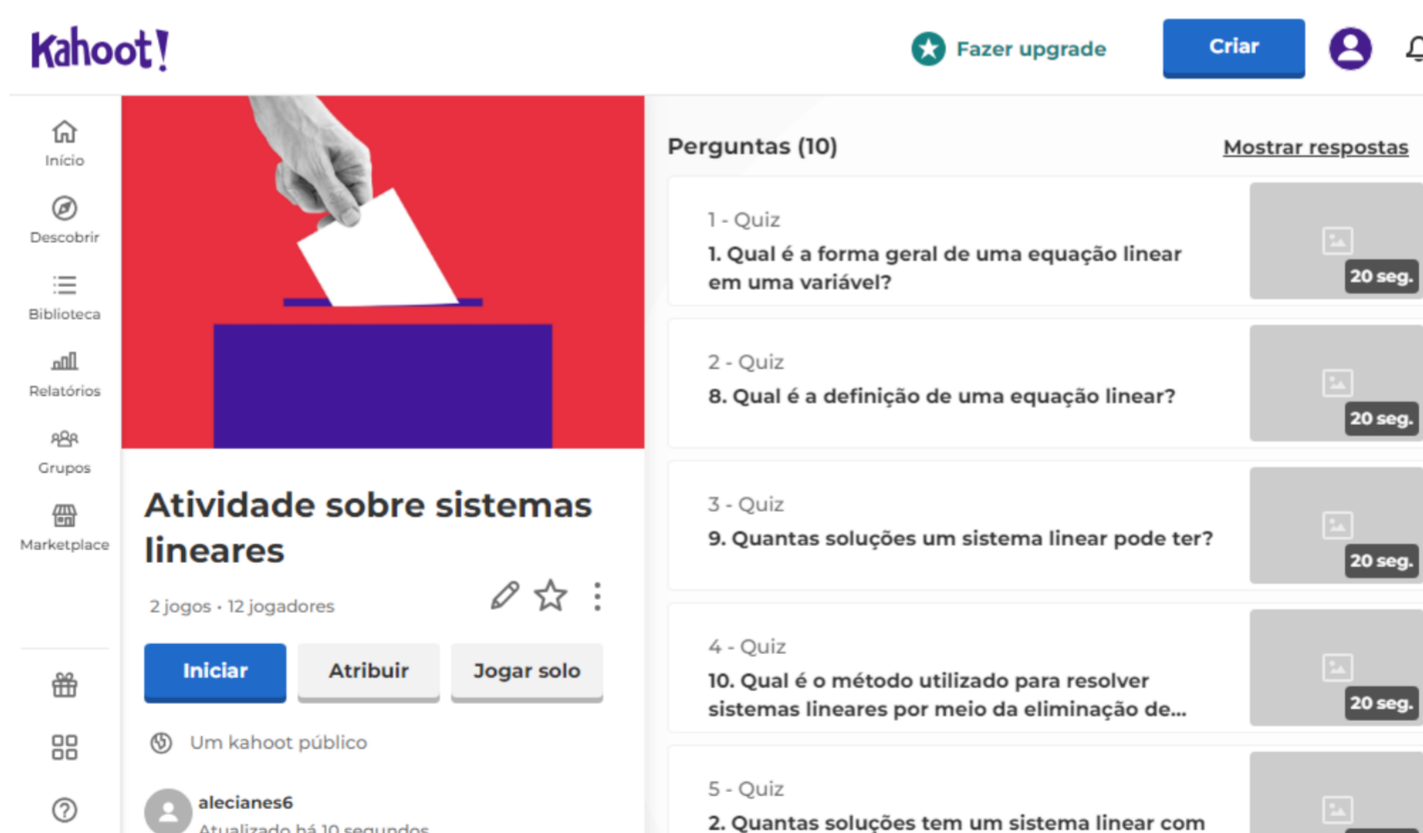 Kahoot!
Fazer upgrade
Criar
Início
Descobrir
Biblioteca
Relatórios
Grupos
Marketplace
Atividade sobre sistemas
lineares
2 jogos · 12 jogadores
Iniciar
Atribuir
Jogar solo
Um kahoot público
alecianes6
Atualizado há 10 segundos
Perguntas (10)
Mostrar respostas
1 - Quiz
1. Qual é a forma geral de uma equação linear
em uma variável?
20 seg.
2 - Quiz
8. Qual é a definição de uma equação linear?
20 seg.
3 - Quiz
9. Quantas soluções um sistema linear pode ter?
20 seg.
4 - Quiz
10. Qual é o método utilizado para resolver
sistemas lineares por meio da eliminação de...
20 seg.
5 - Quiz
2. Quantas soluções tem um sistema linear com